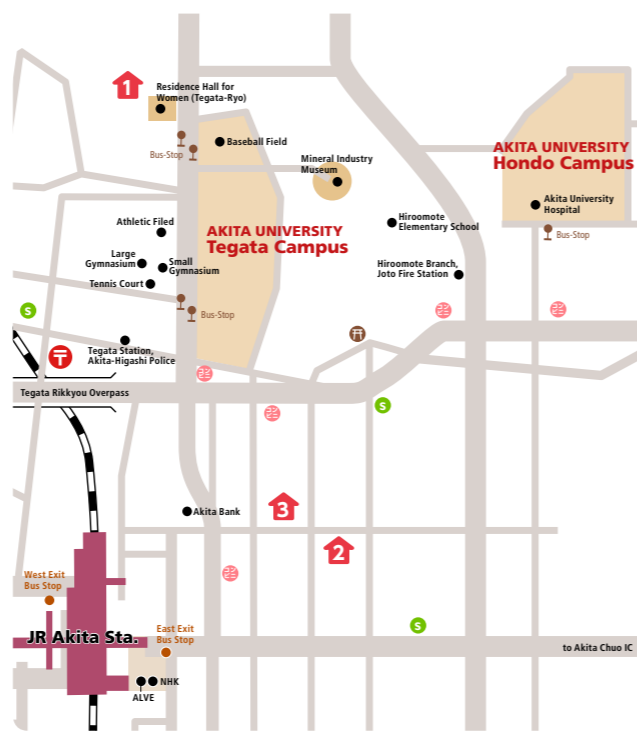 1
Residence Hall for
Women (Tegata-Ryo)
Bus-Stop
Baseball Field
Mineral Industry
Museum
AKITA UNIVERSITY
Hondo Campus
Akita University
Hospital
Bus-Stop
Athletic Filed
AKITA UNIVERSITY
Tegata Campus
Hiroomote
Elementary School
Large
Gymnasium
Small
Gymnasium
Tennis Court
Hiroomote Branch,
Joto Fire Station
Bus-Stop
S
〒
Tegata Station,
Akita-Higashi Police
Tegata Rikkyou Overpass
S
Akita Bank
3
2
West Exit
Bus Stop
JR Akita Sta.
East Exit
Bus Stop
S
to Akita Chuo IC
NHK
ALVE